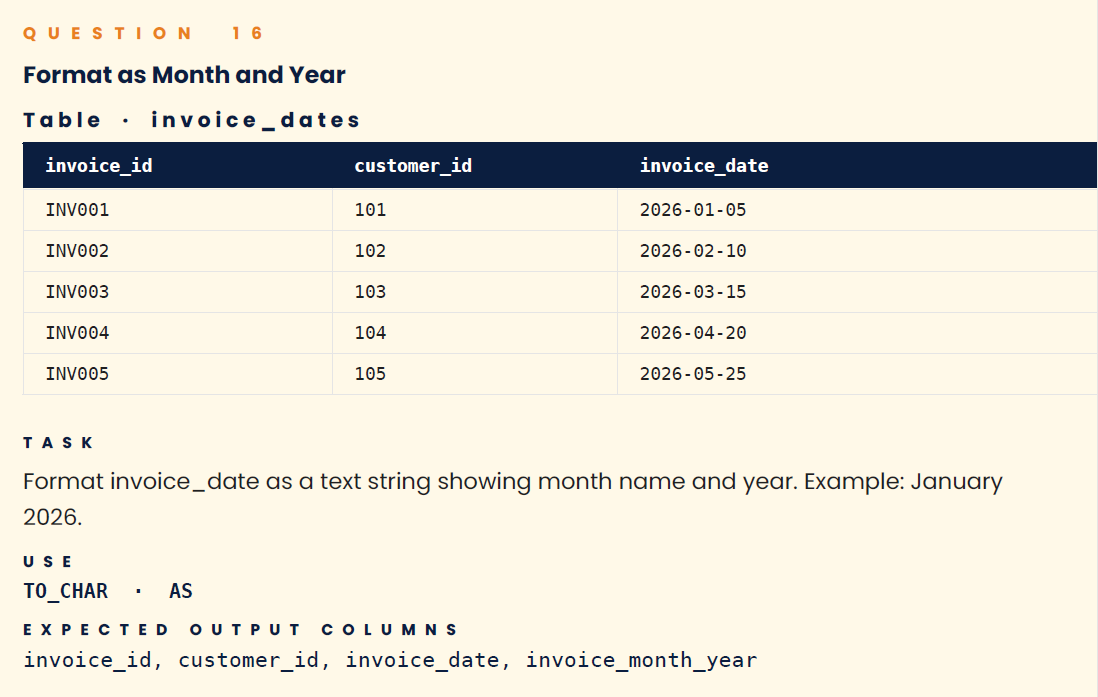 QUESTION 16
Format as Month and Year
Table · invoice_dates
invoice_id customer_id invoice_date
INV001 101 2026-01-05
INV002 102 2026-02-10
INV003 103 2026-03-15
INV004 104 2026-04-20
INV005 105 2026-05-25
TASK
Format invoice_date as a text string showing month name and year. Example: January
2026.
USE
TO_CHAR · AS
EXPECTED OUTPUT COLUMNS
invoice_id, customer_id, invoice_date, invoice_month_year